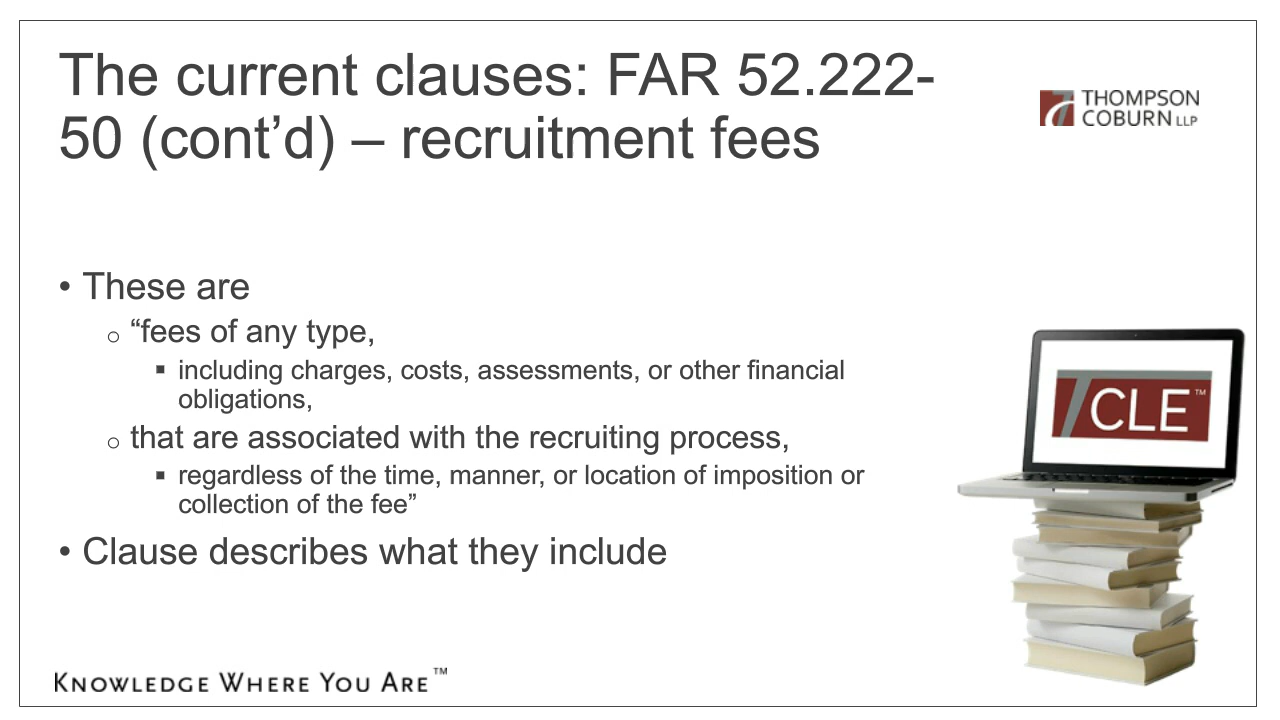 The current clauses: FAR 52.222-
50 (cont’d) – recruitment fees
THOMPSON
COBURN LLP
• These are
o “fees of any type,
▪ including charges, costs, assessments, or other financial
obligations,
o that are associated with the recruiting process,
▪ regardless of the time, manner, or location of imposition or
collection of the fee”
• Clause describes what they include
CLE™
KNOWLEDGE WHERE YOU ARE™